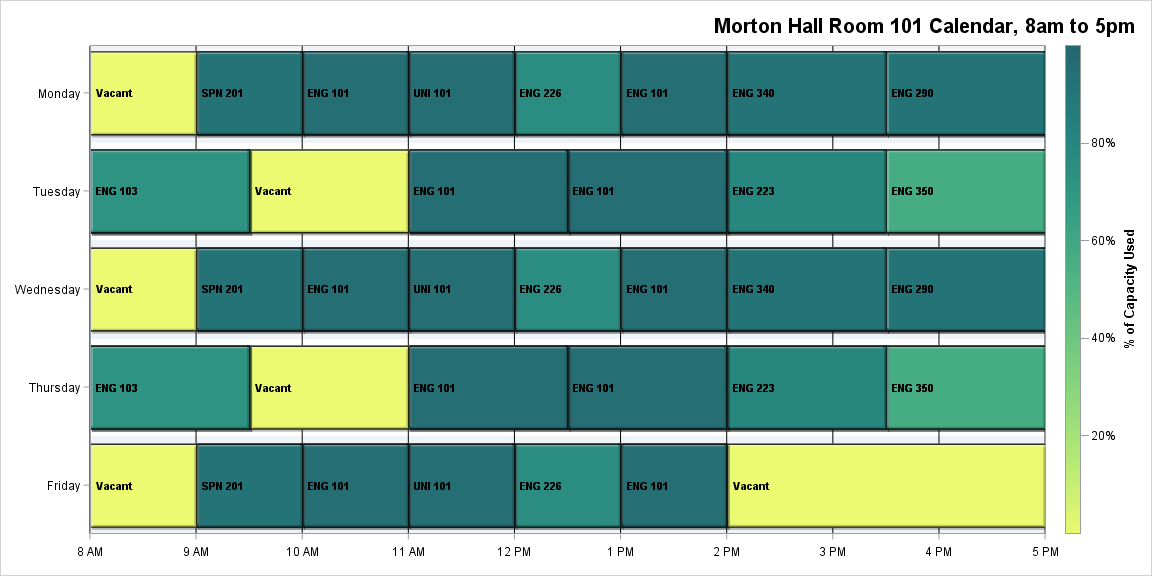 Morton Hall Room 101 Calendar, 8am to 5pm
Monday
Vacant
SPN 201
ENG 101
UNI 101
ENG 226
ENG 101
ENG 340
ENG 290
Tuesday
ENG 103
Vacant
ENG 101
ENG 101
ENG 223
ENG 350
Wednesday
Vacant
SPN 201
ENG 101
UNI 101
ENG 226
ENG 101
ENG 340
ENG 290
Thursday
ENG 103
Vacant
ENG 101
ENG 101
ENG 223
ENG 350
Friday
Vacant
SPN 201
ENG 101
UNI 101
ENG 226
ENG 101
Vacant
8 AM
9 AM
10 AM
11 AM
12 PM
1 PM
2 PM
3 PM
4 PM
5 PM
80%
60%
40%
20%
% of Capacity Used